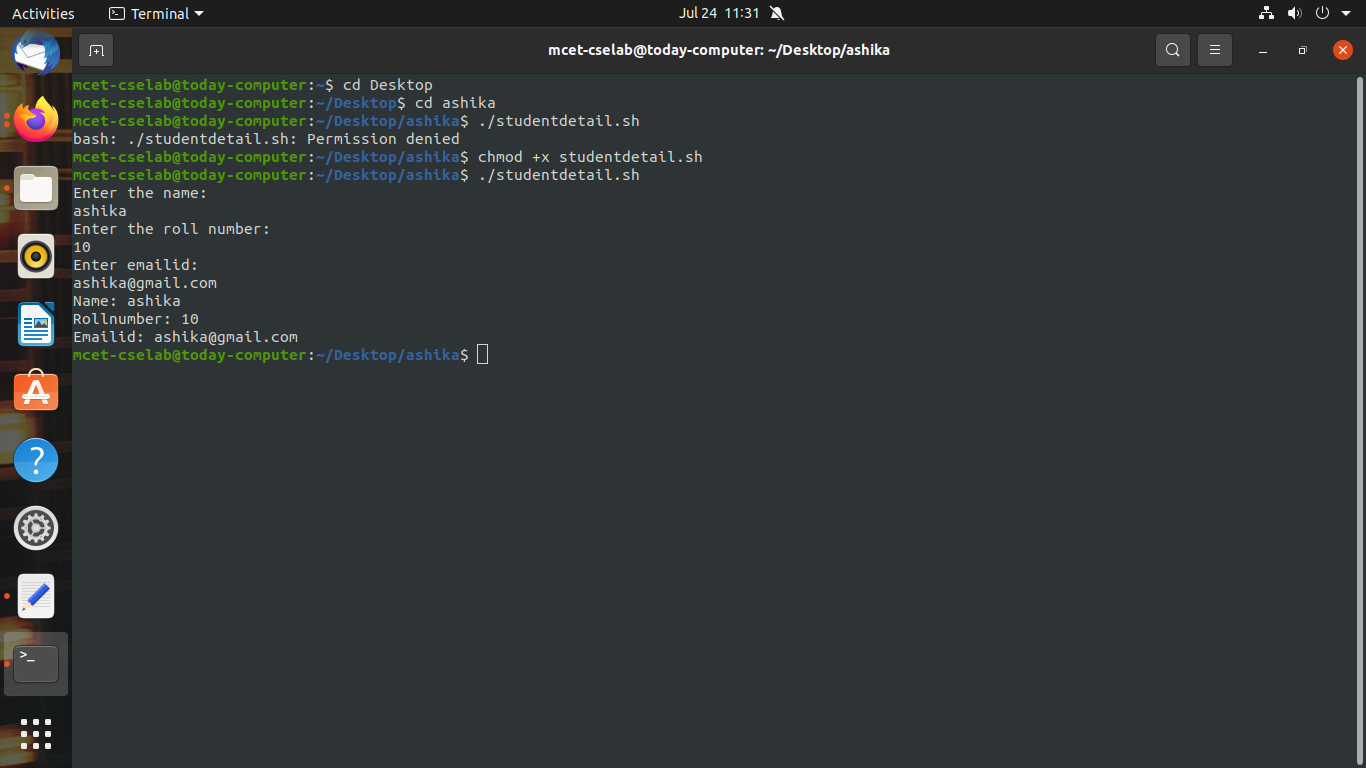 Activities Terminal Jul 24 11:31
mcet-cselab@today-computer: ~/Desktop/ashika
mcet-cselab@today-computer:~$ cd Desktop
mcet-cselab@today-computer:~/Desktop$ cd ashika
mcet-cselab@today-computer:~/Desktop/ashika$ ./studentdetail.sh
bash: ./studentdetail.sh: Permission denied
mcet-cselab@today-computer:~/Desktop/ashika$ chmod +x studentdetail.sh
mcet-cselab@today-computer:~/Desktop/ashika$ ./studentdetail.sh
Enter the name:
ashika
Enter the roll number:
10
Enter emailid:
ashika@gmail.com
Name: ashika
Rollnumber: 10
Emailid: ashika@gmail.com
mcet-cselab@today-computer:~/Desktop/ashika$